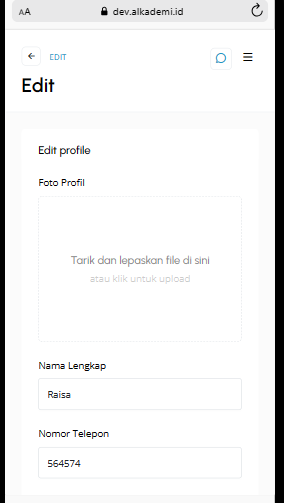 AA dev.alkademi.id
EDIT
Edit
Edit profile
Foto Profil
Tarik dan lepaskan file di sini
atau klik untuk upload
Nama Lengkap
Raisa
Nomor Telepon
564574